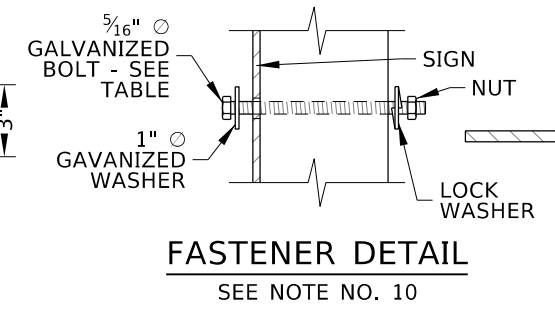 5/16" ∅
GALVANIZED
BOLT - SEE
TABLE
3"
1" ∅
GAVANIZED
WASHER
SIGN
NUT
LOCK
WASHER
FASTENER DETAIL
SEE NOTE NO. 10